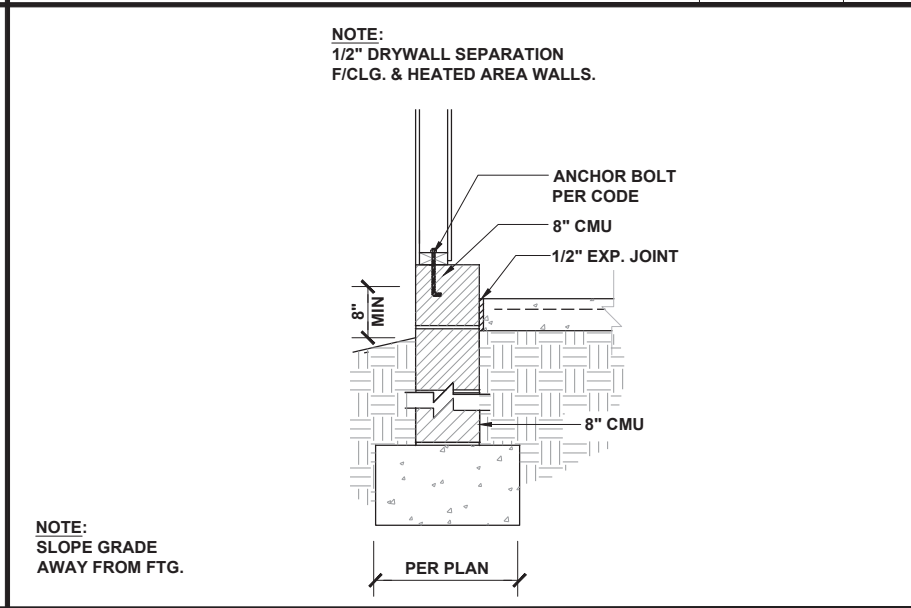 NOTE:
1/2" DRYWALL SEPARATION
F/CLG. & HEATED AREA WALLS.
ANCHOR BOLT
PER CODE
8" CMU
1/2" EXP. JOINT
8"
MIN
8" CMU
NOTE:
SLOPE GRADE
AWAY FROM FTG.
PER PLAN